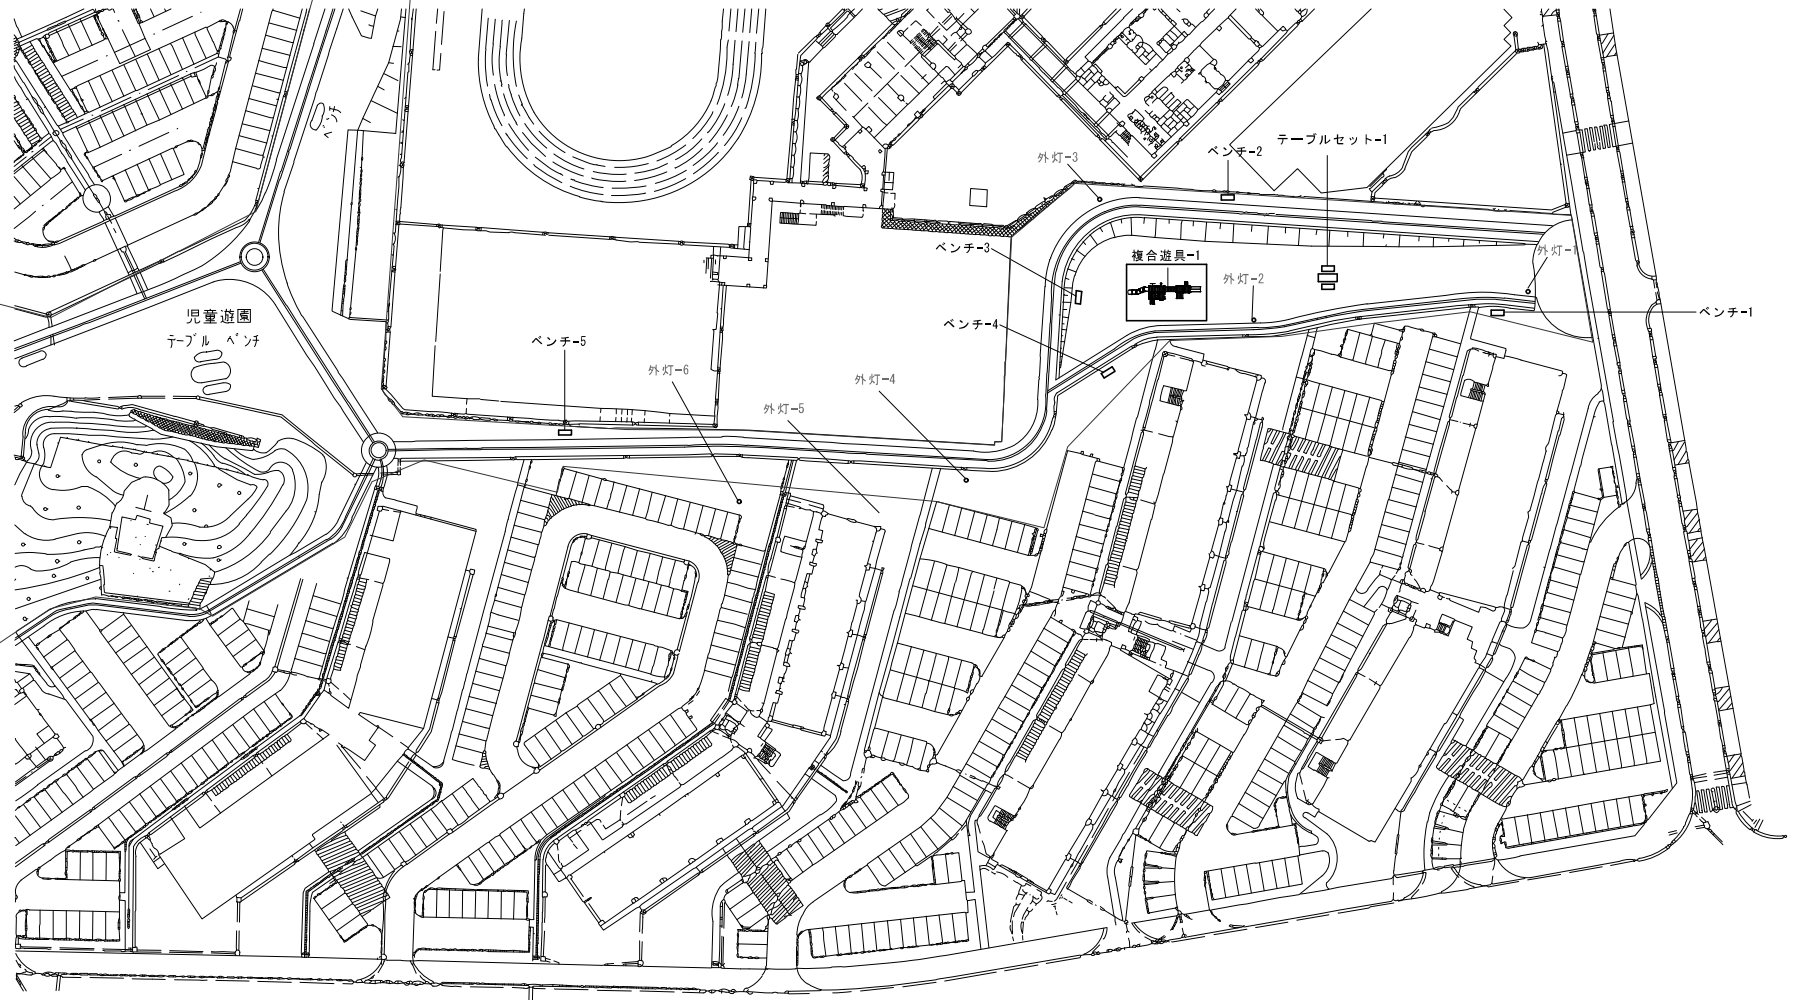 ベンチ
外灯-3
ベンチ-2
テーブルセット-1
ベンチ-3
複合遊具-1
外灯-2
外灯-1
児童遊園
テーブル ベンチ
ベンチ-5
ベンチ-4
ベンチ-1
外灯-6
外灯-4
外灯-5